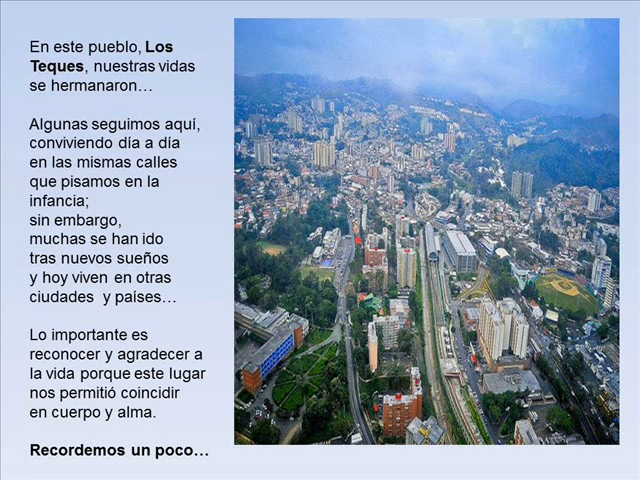 En este pueblo, Los
Teques, nuestras vidas
se hermanaron…
Algunas seguimos aquí,
conviviendo día a día
en las mismas calles
que pisamos en la
infancia;
sin embargo,
muchas se han ido
tras nuevos sueños
y hoy viven en otras
ciudades  y países…
Lo importante es
reconocer y agradecer a
la vida porque este lugar
nos permitió coincidir
en cuerpo y alma.
Recordemos un poco…